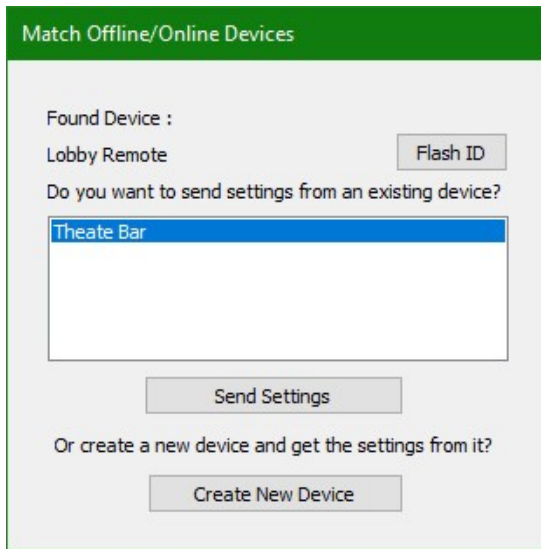 Match Offline/Online Devices
Found Device :
Lobby Remote
Flash ID
Do you want to send settings from an existing device?
Theate Bar
Send Settings
Or create a new device and get the settings from it?
Create New Device